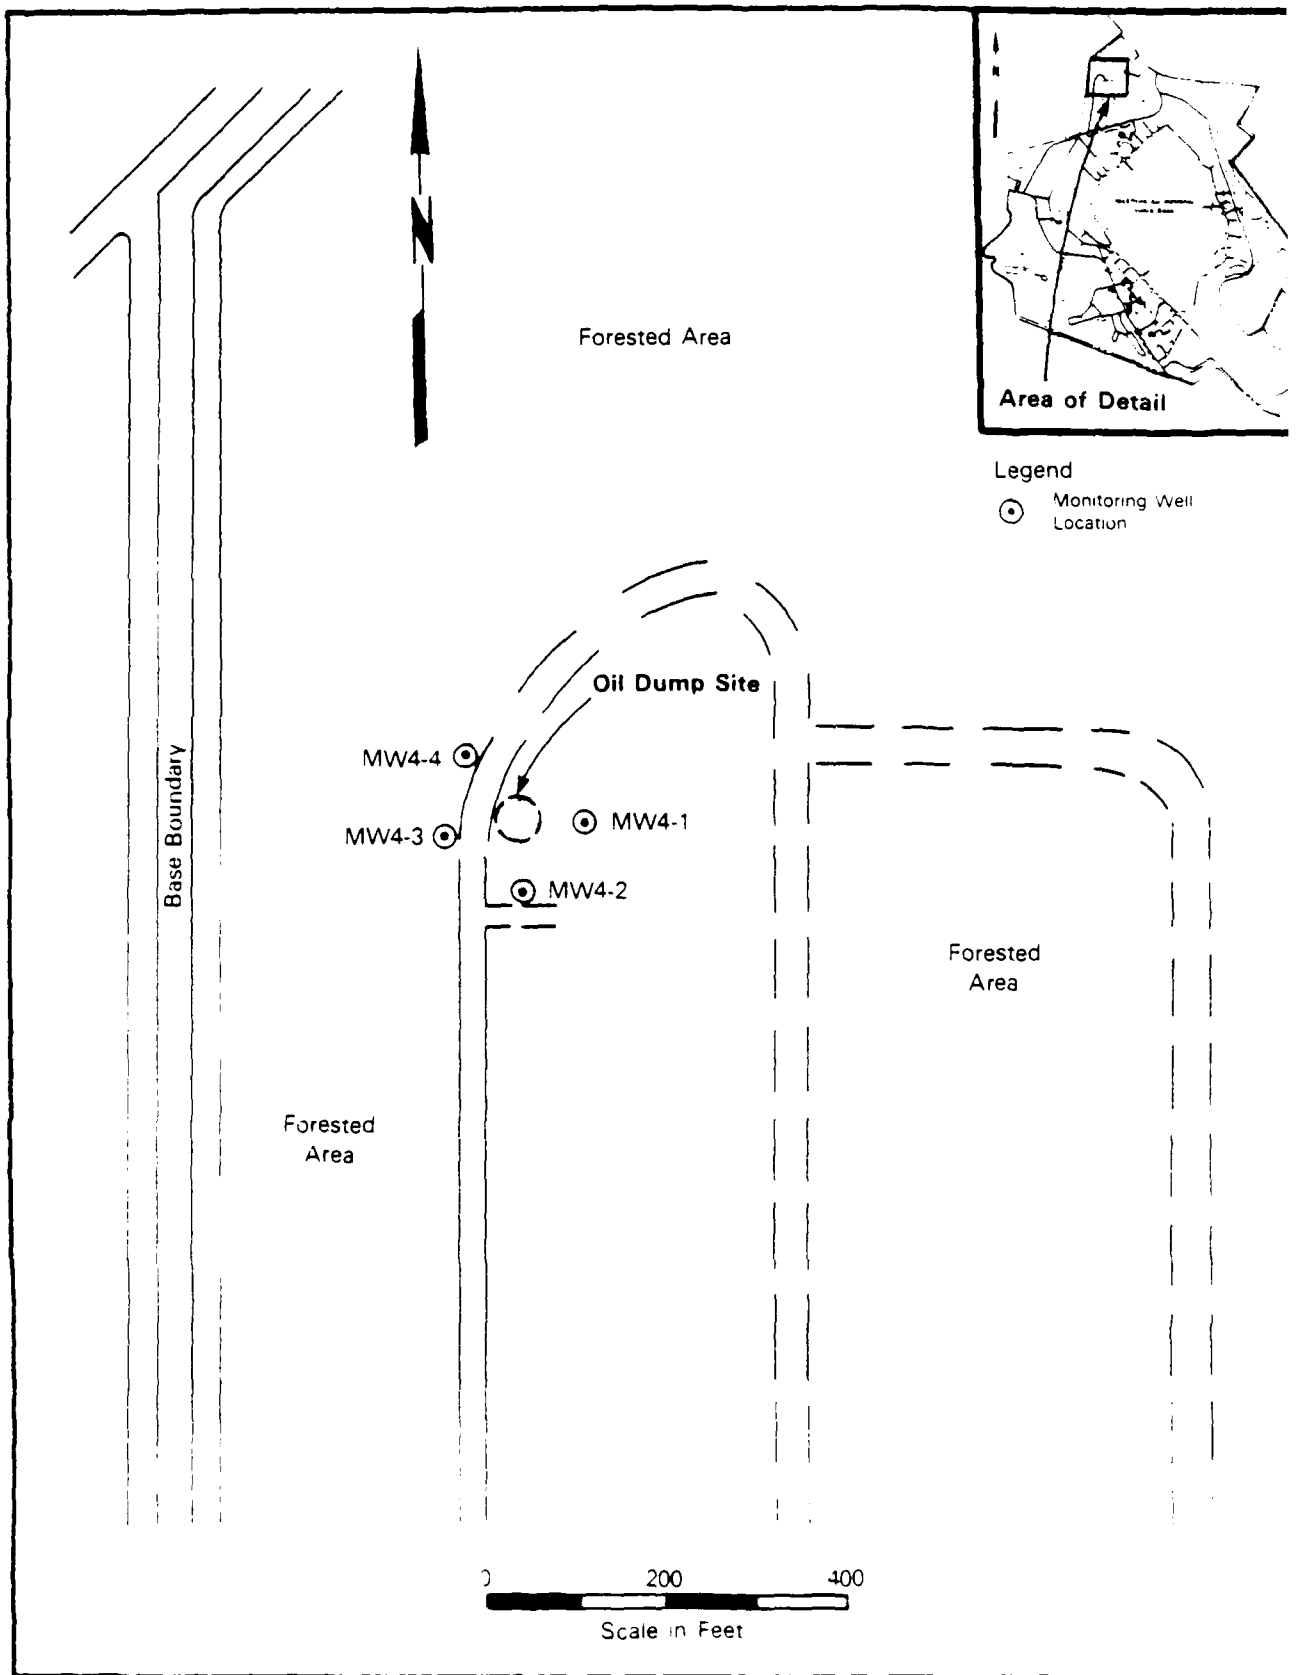 N
N
Area of Detail
Forested Area
Legend
Monitoring Well
Location
Oil Dump Site
MW4-4
MW4-1
MW4-3
MW4-2
Base Boundary
Forested
Area
Forested
Area
0 200 400
Scale in Feet